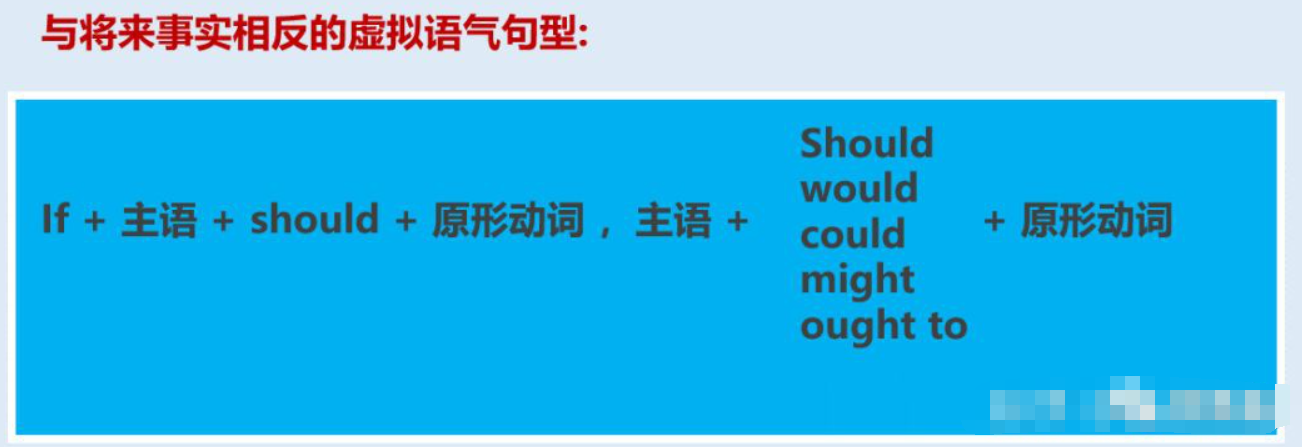 与将来事实相反的虚拟语气句型:
If + 主语 + should + 原形动词 ，主语 +
Should
would
could
might
ought to
+ 原形动词